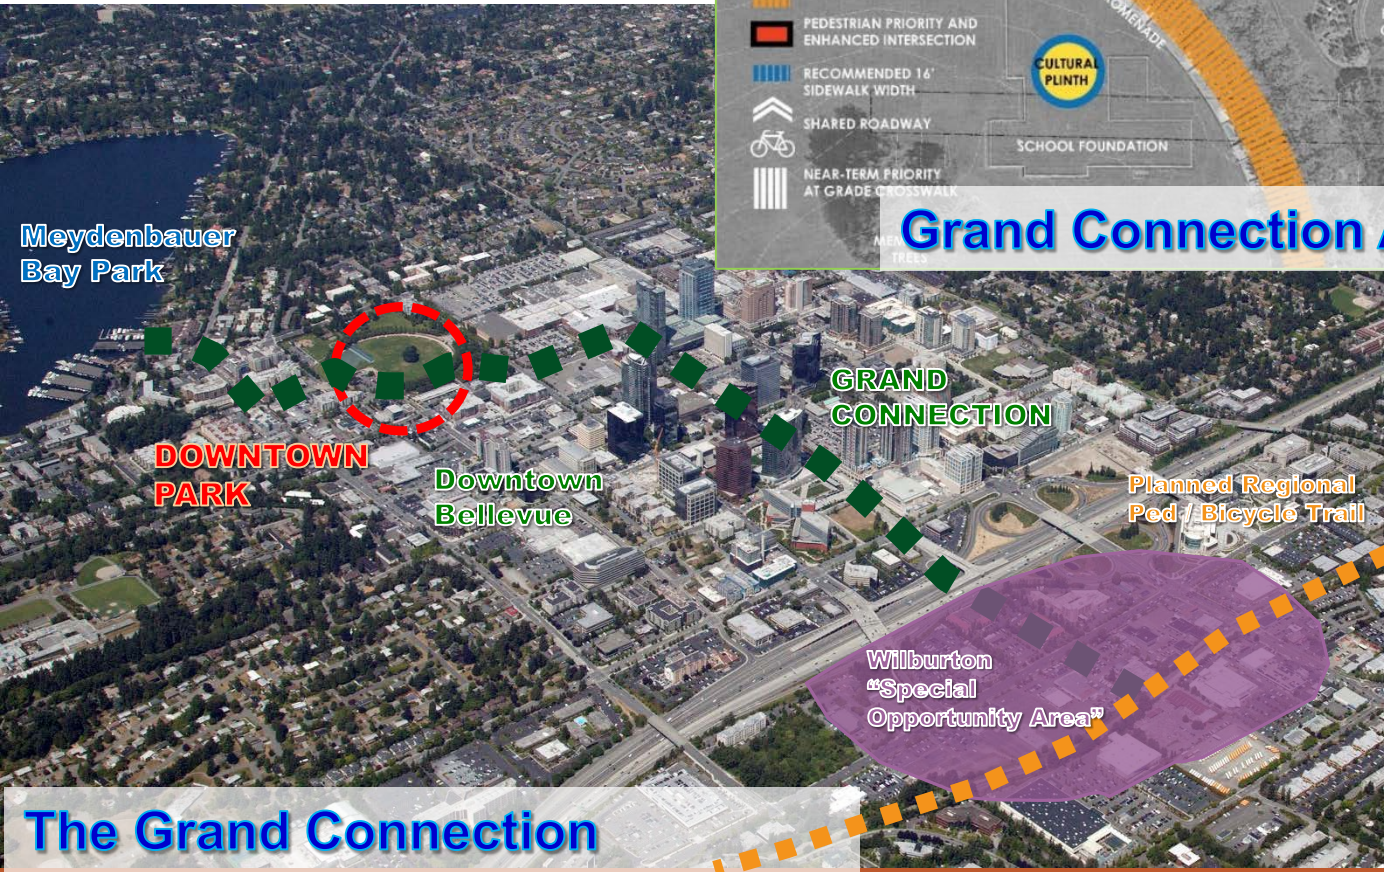 PEDESTRIAN PRIORITY AND
ENHANCED INTERSECTION
RECOMMENDED 16'
SIDEWALK WIDTH
SHARED ROADWAY
NEAR-TERM PRIORITY
AT GRADE CROSSWALK
CULTURAL
PLINTH
SCHOOL FOUNDATION
TREES
Grand Connection
Meydenbauer
Bay Park
DOWNTOWN
PARK
Downtown
Bellevue
GRAND
CONNECTION
Planned Regional
Ped / Bicycle Trail
Wilburton
“Special
Opportunity Area”
The Grand Connection